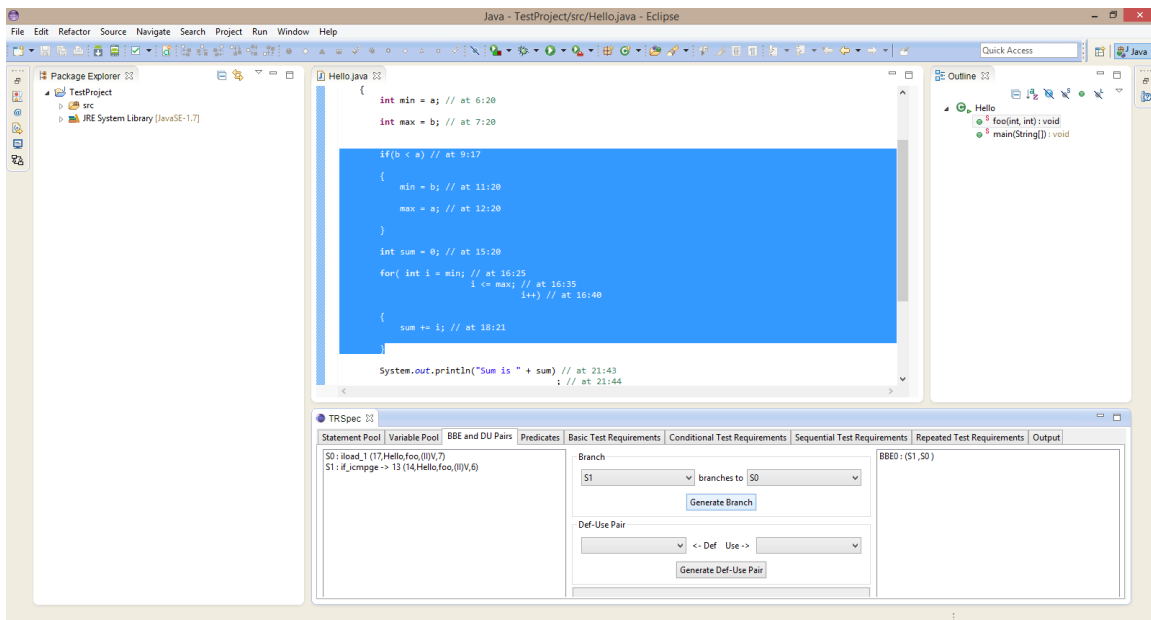 Java - TestProject/src/Hello.java - Eclipse
File Edit Refactor Source Navigate Search Project Run Window Help
Quick Access
Java
Package Explorer
TestProject
src
JRE System Library [JavaSE-1.7]
Hello.java
{
int min = a; // at 6:20
int max = b; // at 7:20
if(b < a) // at 9:17
{
min = b; // at 11:20
max = a; // at 12:20
}
int sum = 0; // at 15:20
for( int i = min; // at 16:25
i <= max; // at 16:35
i++) // at 16:40
{
sum += i; // at 18:21
}
System.out.println("Sum is " + sum) // at 21:43
; // at 21:44
Outline
Hello
foo(int, int) : void
main(String[]) : void
TRSpec
Statement Pool Variable Pool BBE and DU Pairs Predicates Basic Test Requirements Conditional Test Requirements Sequential Test Requirements Repeated Test Requirements Output
S0 : iload_1 (17,Hello,foo,(II)V,7)
S1 : if_icmpge -> 13 (14,Hello,foo,(II)V,6)
Branch
S1 branches to S0
Generate Branch
Def-Use Pair
<- Def Use ->
Generate Def-Use Pair
BBE0 : (S1 ,S0 )